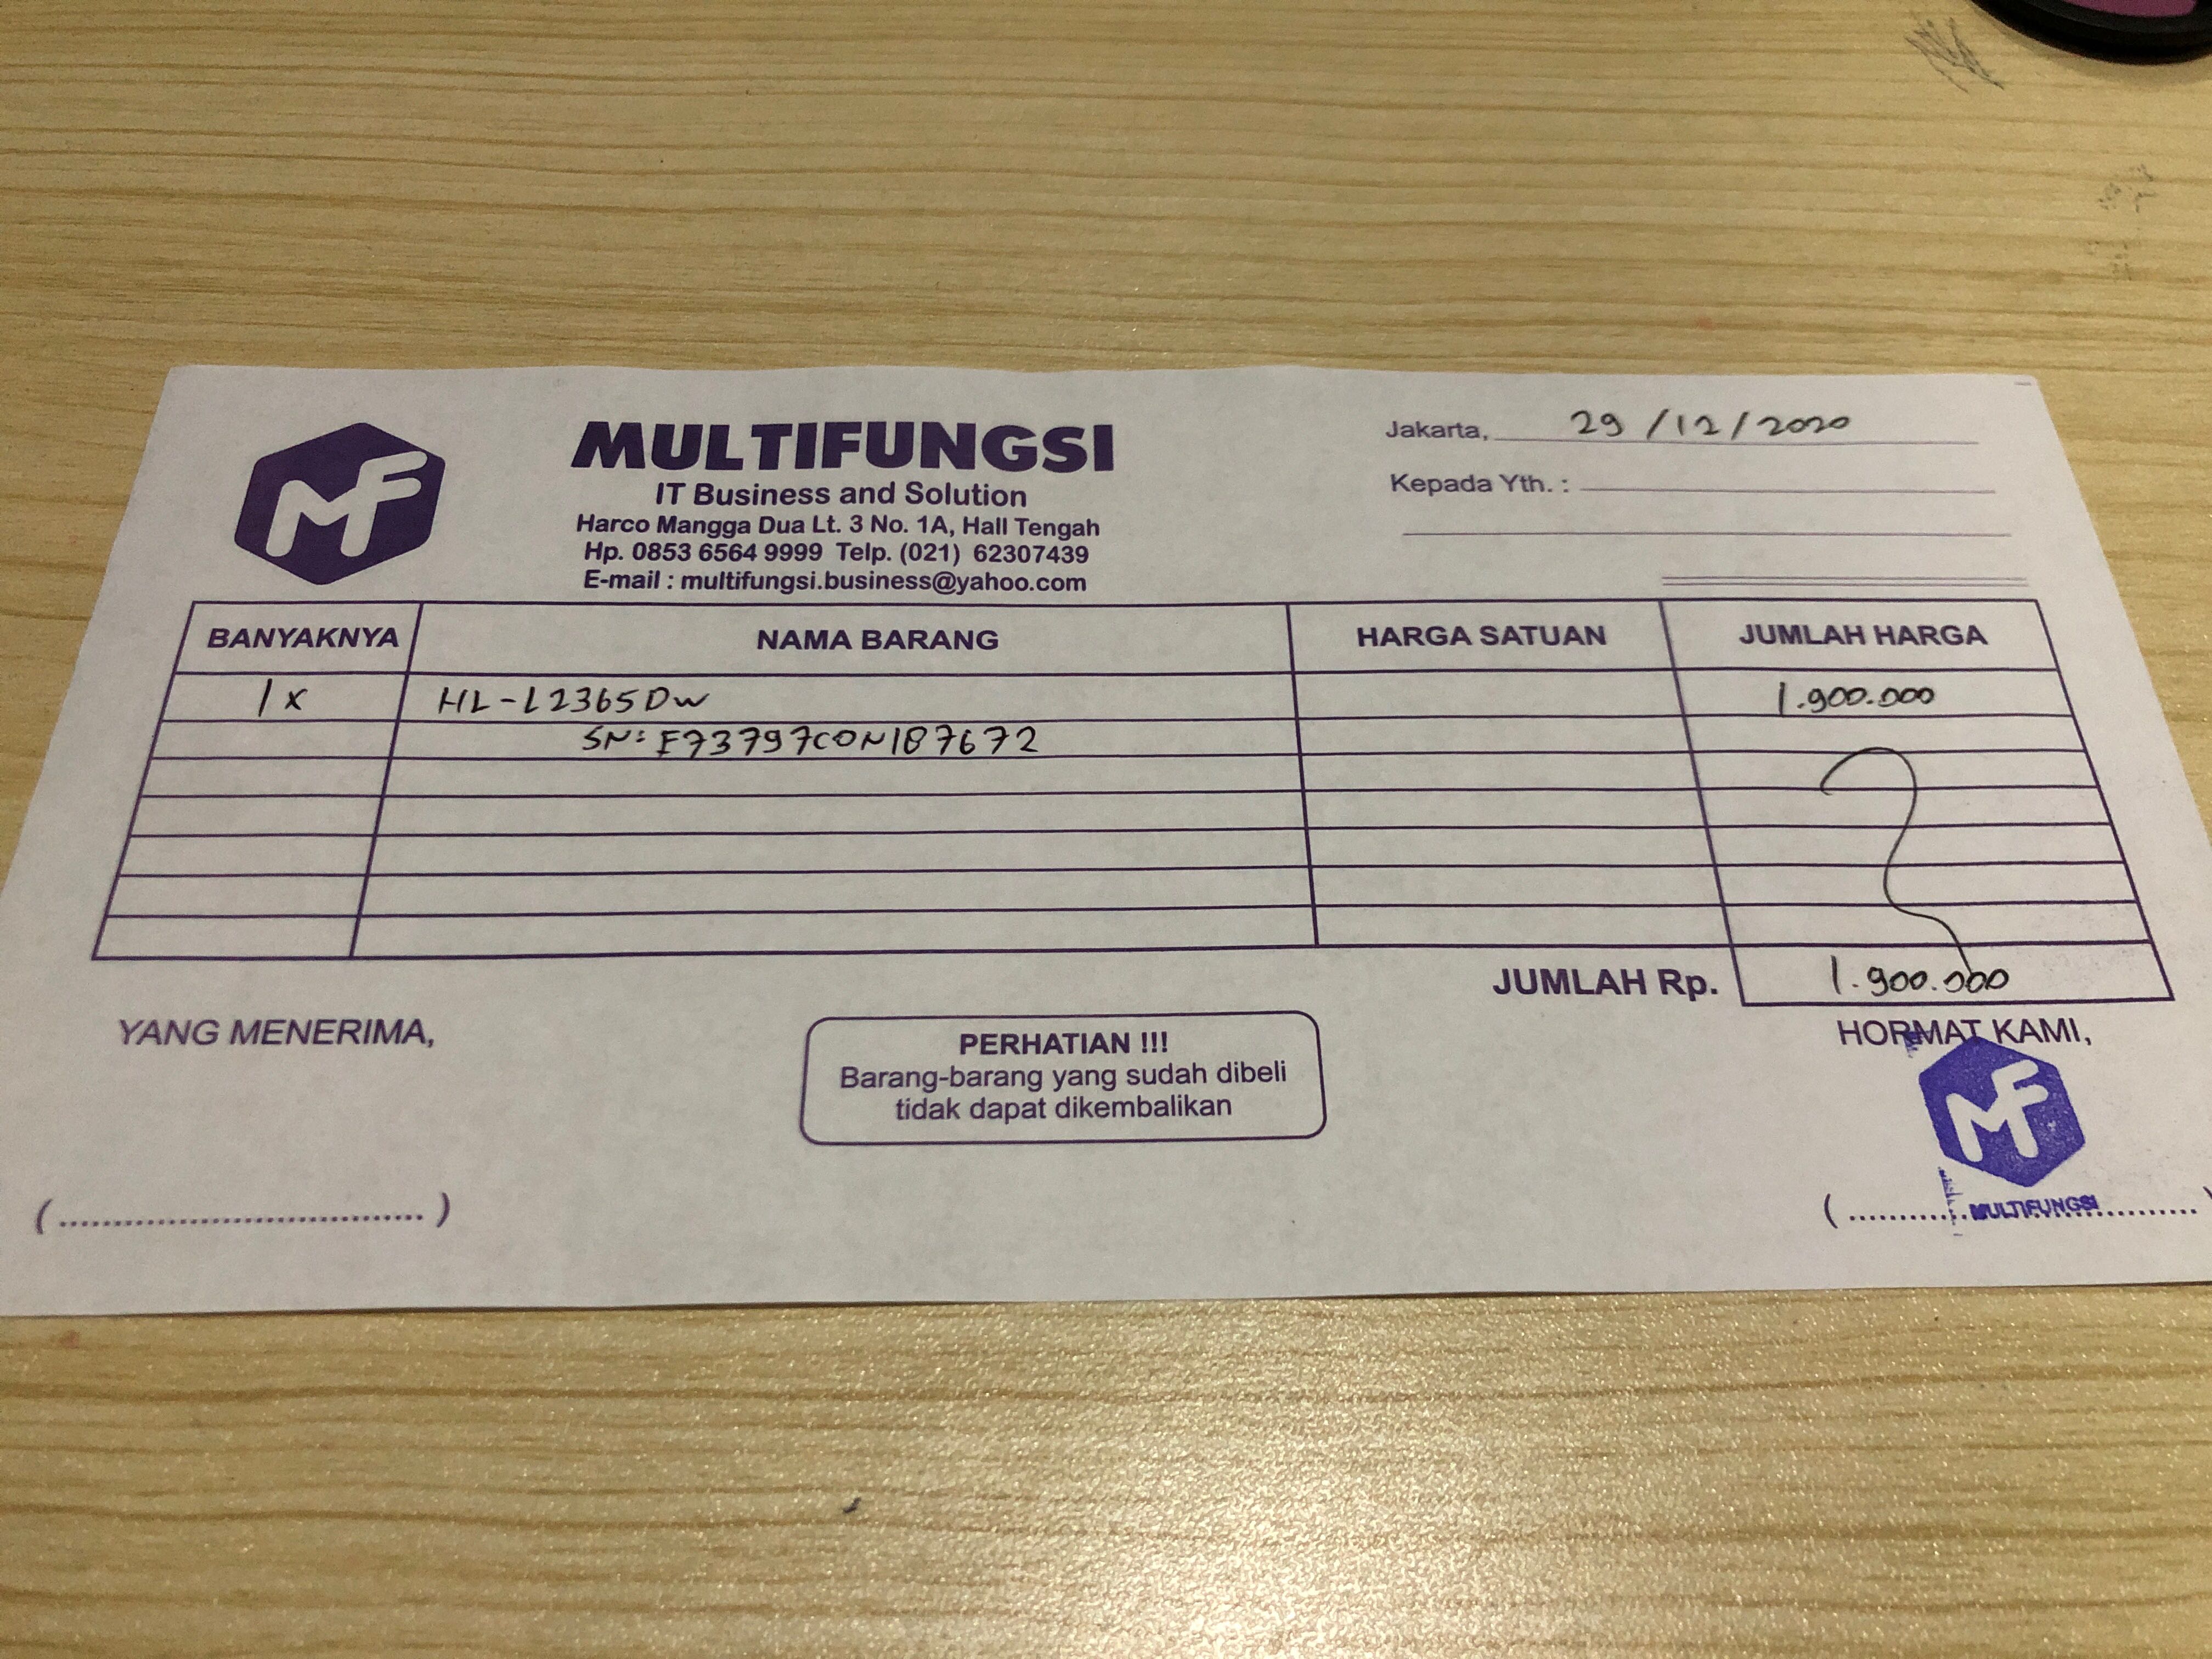 MF
MULTIFUNGSI
IT Business and Solution
Harco Mangga Dua Lt. 3 No. 1A, Hall Tengah
Hp. 0853 6564 9999 Telp. (021) 62307439
E-mail : multifungsi.business@yahoo.com
Jakarta, 29/12/2020
Kepada Yth. :
BANYAKNYA NAMA BARANG HARGA SATUAN JUMLAH HARGA
1x HL-L2365DW 1.900.000
SN: E73797C0N187672
JUMLAH Rp. 1.900.000
YANG MENERIMA,
PERHATIAN !!!
Barang-barang yang sudah dibeli
tidak dapat dikembalikan
HORMAT KAMI,
MF
MULTIFUNGSI
(..................................)
(..................................)